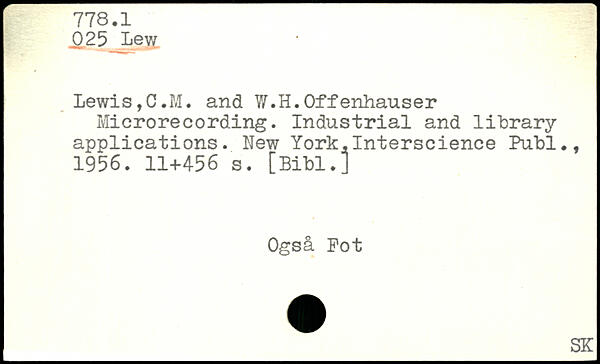 778.1
025 Lew
Lewis,C.M. and W.H.Offenhauser
Microrecording. Industrial and library
applications. New York,Interscience Publ.,
1956. 11+456 s. [Bibl.]
Også Fot
SK